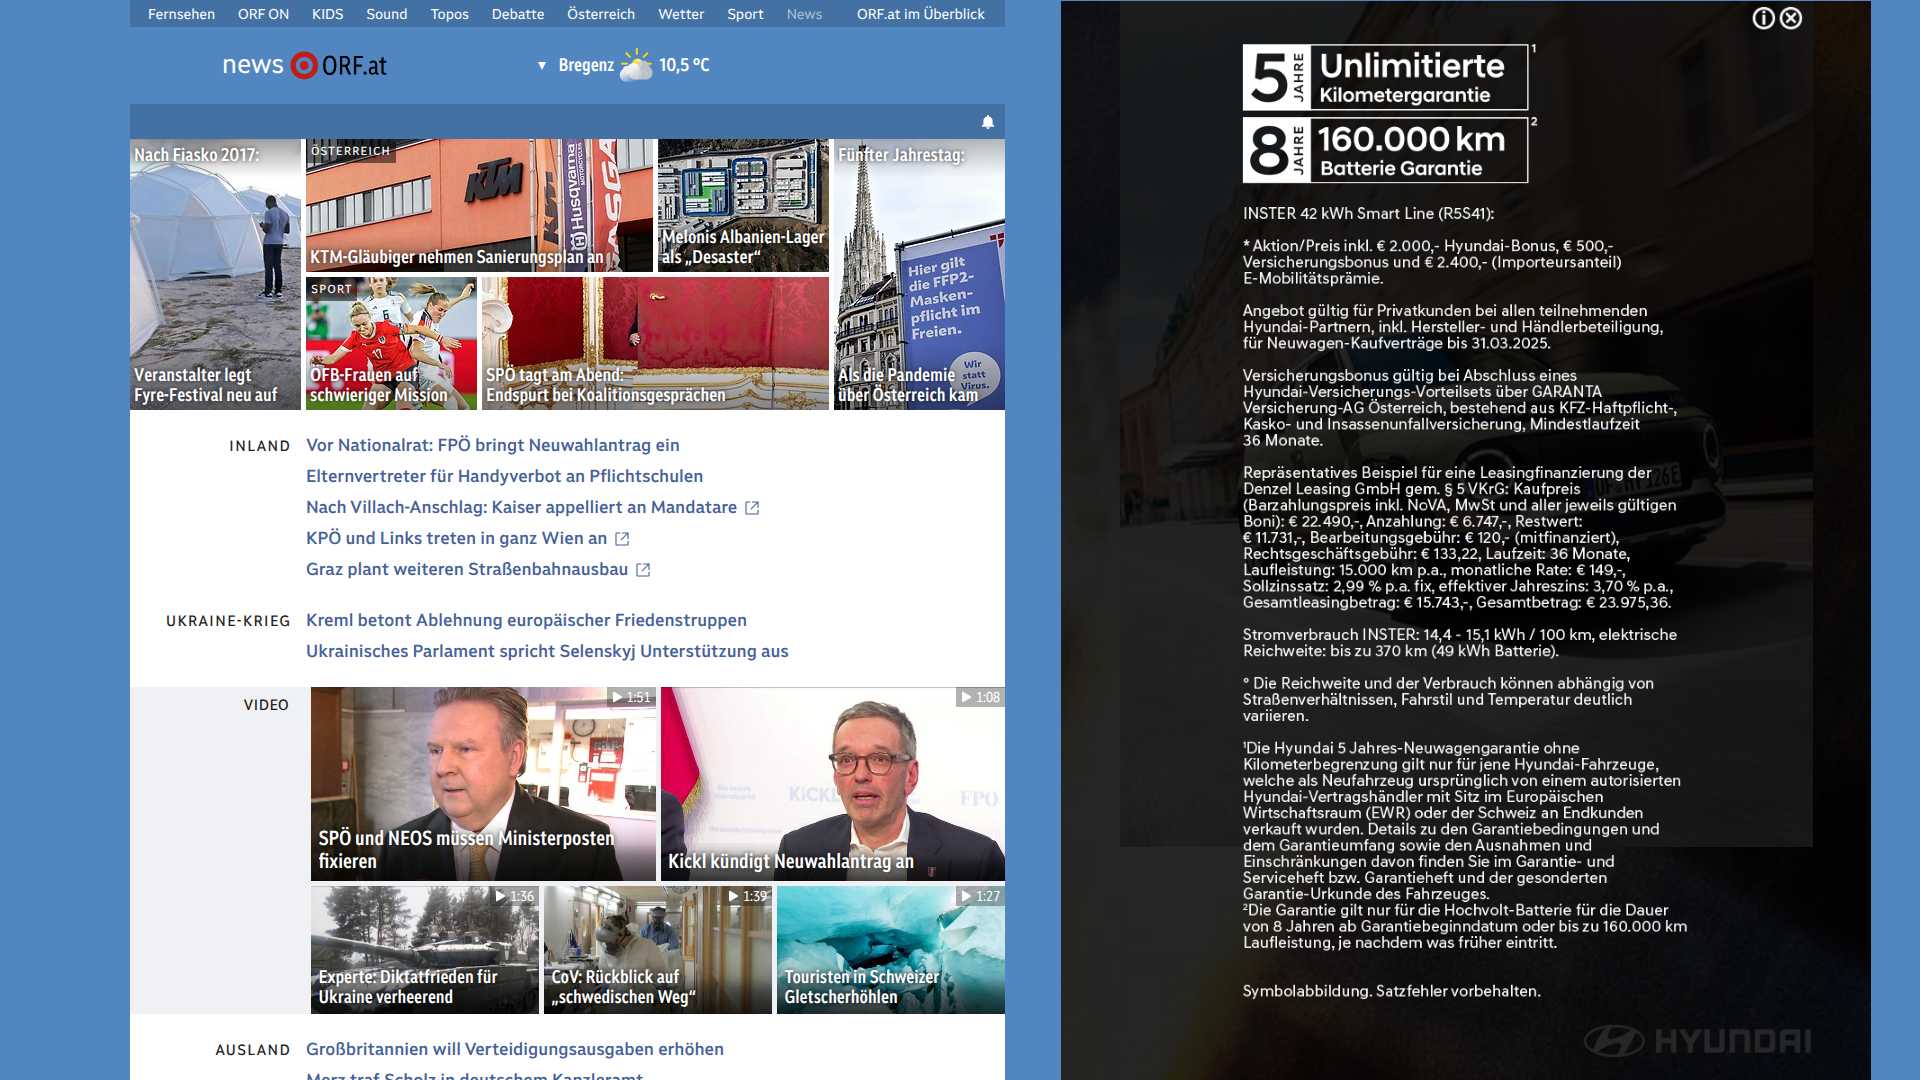 Fernsehen ORF ON KIDS Sound Topos Debatte Österreich Wetter Sport News ORF.at im Überblick
news ORF.at
Bregenz 10,5 °C
Nach Fiasko 2017:
Veranstalter legt
Fyre-Festival neu auf
ÖSTERREICH
KTM
Husqvarna
MOTORCYCLES
GASGA
KTM-Gläubiger nehmen Sanierungsplan an
Melonis Albanien-Lager
als „Desaster“
Fünfter Jahrestag:
Hier gilt
die FFP2-
Masken-
pflicht im
Freien.
Wir
statt
Virus.
Als die Pandemie
über Österreich kam
SPORT
6
17
ÖFB-Frauen auf
schwieriger Mission
SPÖ tagt am Abend:
Endspurt bei Koalitionsgesprächen
INLAND
Vor Nationalrat: FPÖ bringt Neuwahlantrag ein
Elternvertreter für Handyverbot an Pflichtschulen
Nach Villach-Anschlag: Kaiser appelliert an Mandatare
KPÖ und Links treten in ganz Wien an
Graz plant weiteren Straßenbahnausbau
UKRAINE-KRIEG
Kreml betont Ablehnung europäischer Friedenstruppen
Ukrainisches Parlament spricht Selenskyj Unterstützung aus
VIDEO
1:51
SPÖ und NEOS müssen Ministerposten
fixieren
1:08
KICKL
FPÖ
Kickl kündigt Neuwahlantrag an
1:36
Experte: Diktatfrieden für
Ukraine verheerend
1:39
CoV: Rückblick auf
„schwedischen Weg“
1:27
Touristen in Schweizer
Gletscherhöhlen
AUSLAND
Großbritannien will Verteidigungsausgaben erhöhen
Merz traf Scholz in deutschem Kanzleramt
5 JAHRE Unlimitierte Kilometergarantie 1
8 JAHRE 160.000 km Batterie Garantie 2
INSTER 42 kWh Smart Line (R5S41):
* Aktion/Preis inkl. € 2.000,- Hyundai-Bonus, € 500,-
Versicherungsbonus und € 2.400,- (Importeursanteil)
E-Mobilitätsprämie.
Angebot gültig für Privatkunden bei allen teilnehmenden
Hyundai-Partnern, inkl. Hersteller- und Händlerbeteiligung,
für Neuwagen-Kaufverträge bis 31.03.2025.
Versicherungsbonus gültig bei Abschluss eines
Hyundai-Versicherungs-Vorteilsets über GARANTA
Versicherung-AG Österreich, bestehend aus KFZ-Haftpflicht-,
Kasko- und Insassenunfallversicherung, Mindestlaufzeit
36 Monate.
Repräsentatives Beispiel für eine Leasingfinanzierung der
Denzel Leasing GmbH gem. § 5 VKrG: Kaufpreis
(Barzahlungspreis inkl. NoVA, MwSt und aller jeweils gültigen
Boni): € 22.490,-, Anzahlung: € 6.747,-, Restwert:
€ 11.731,-, Bearbeitungsgebühr: € 120,- (mitfinanziert),
Rechtsgeschäftsgebühr: € 133,22, Laufzeit: 36 Monate,
Laufleistung: 15.000 km p.a., monatliche Rate: € 149,-,
Sollzinssatz: 2,99 % p.a. fix, effektiver Jahreszins: 3,70 % p.a.,
Gesamtleasingbetrag: € 15.743,-, Gesamtbetrag: € 23.975,36.
Stromverbrauch INSTER: 14,4 - 15,1 kWh / 100 km, elektrische
Reichweite: bis zu 370 km (49 kWh Batterie).
° Die Reichweite und der Verbrauch können abhängig von
Straßenverhältnissen, Fahrstil und Temperatur deutlich
variieren.
¹Die Hyundai 5 Jahres-Neuwagengarantie ohne
Kilometerbegrenzung gilt nur für jene Hyundai-Fahrzeuge,
welche als Neufahrzeug ursprünglich von einem autorisierten
Hyundai-Vertragshändler mit Sitz im Europäischen
Wirtschaftsraum (EWR) oder der Schweiz an Endkunden
verkauft wurden. Details zu den Garantiebedingungen und
dem Garantieumfang sowie den Ausnahmen und
Einschränkungen davon finden Sie im Garantie- und
Serviceheft bzw. Garantieheft und der gesonderten
Garantie-Urkunde des Fahrzeuges.
²Die Garantie gilt nur für die Hochvolt-Batterie für die Dauer
von 8 Jahren ab Garantiebeginndatum oder bis zu 160.000 km
Laufleistung, je nachdem was früher eintritt.
Symbolabbildung. Satzfehler vorbehalten.
HYUNDAI